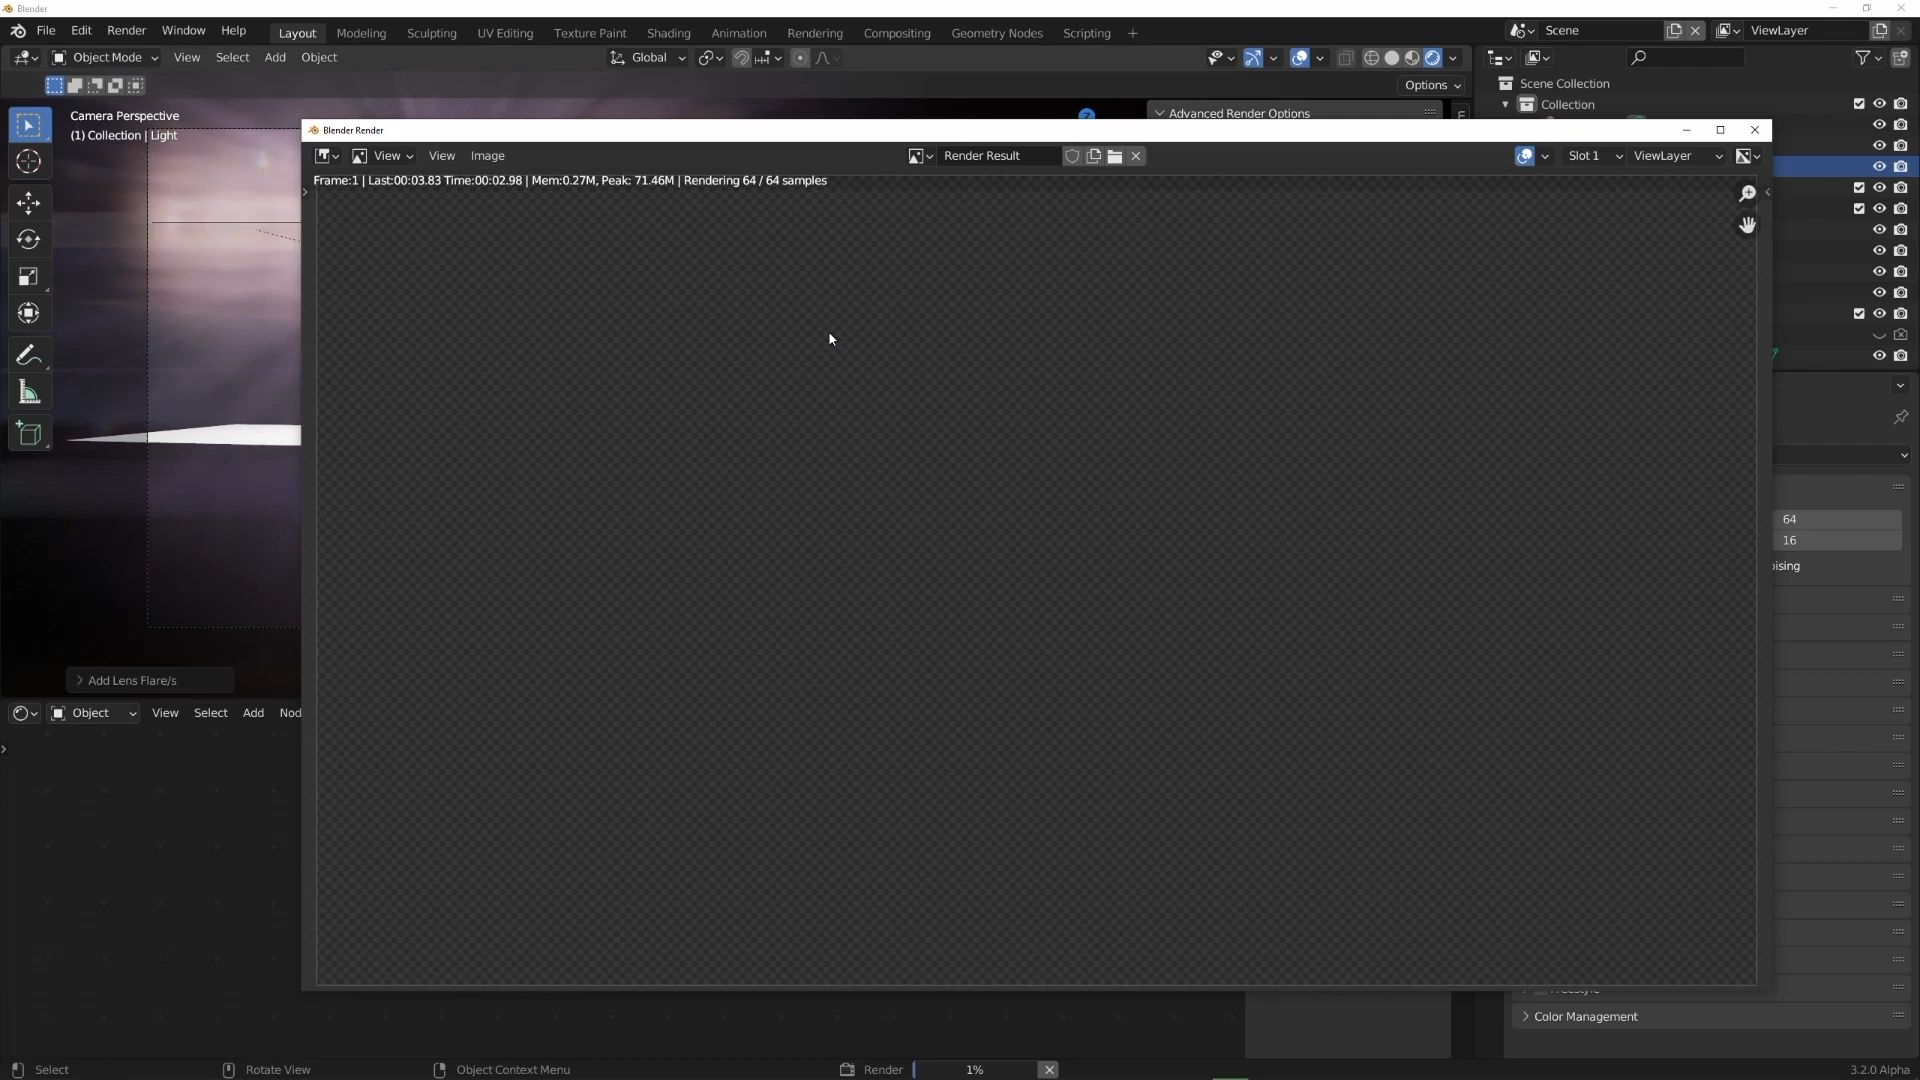 Blender
File Edit Render Window Help Layout Modeling Sculpting UV Editing Texture Paint Shading Animation Rendering Compositing Geometry Nodes Scripting + Scene ViewLayer
Object Mode View Select Add Object Global
Options
Scene Collection
Collection
Camera Perspective
(1) Collection | Light
Advanced Render Options
Blender Render
View View Image Render Result Slot 1 ViewLayer
Frame:1 | Last:00:03.83 Time:00:02.98 | Mem:0.27M, Peak: 71.46M | Rendering 64 / 64 samples
64
16
Add Lens Flare/s
Object View Select Add Nod
Color Management
Select Rotate View Object Context Menu Render 1% 3.2.0 Alpha